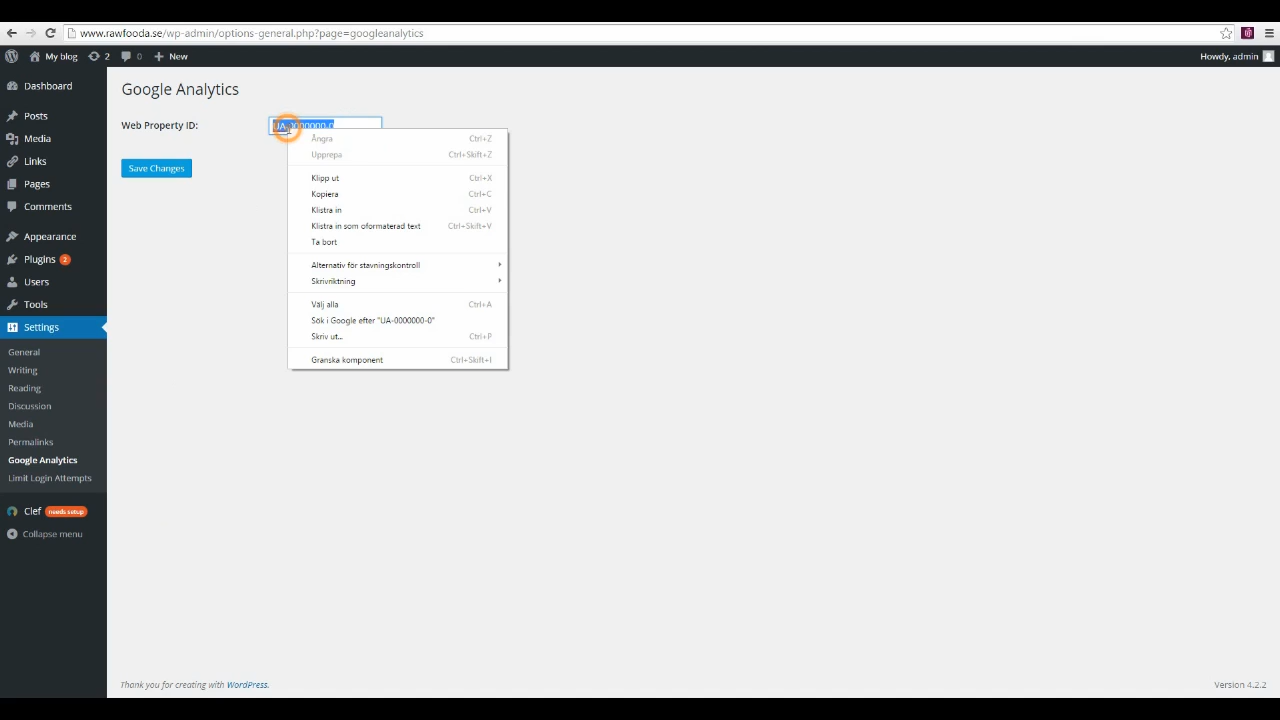 www.rawfooda.se/wp-admin/options-general.php?page=googleanalytics
My blog 2 0 New Howdy, admin
Dashboard
Posts
Media
Links
Pages
Comments
Appearance
Plugins 2
Users
Tools
Settings
General
Writing
Reading
Discussion
Media
Permalinks
Google Analytics
Limit Login Attempts
Clef needs setup
Collapse menu
Google Analytics
Web Property ID: UA-0000000-0
Save Changes
Ångra Ctrl+Z
Upprepa Ctrl+Skift+Z
Klipp ut Ctrl+X
Kopiera Ctrl+C
Klistra in Ctrl+V
Klistra in som oformaterad text Ctrl+Skift+V
Ta bort
Alternativ för stavningskontroll
Skrivriktning
Välj alla Ctrl+A
Sök i Google efter "UA-0000000-0"
Skriv ut... Ctrl+P
Granska komponent Ctrl+Skift+I
Thank you for creating with WordPress. Version 4.2.2